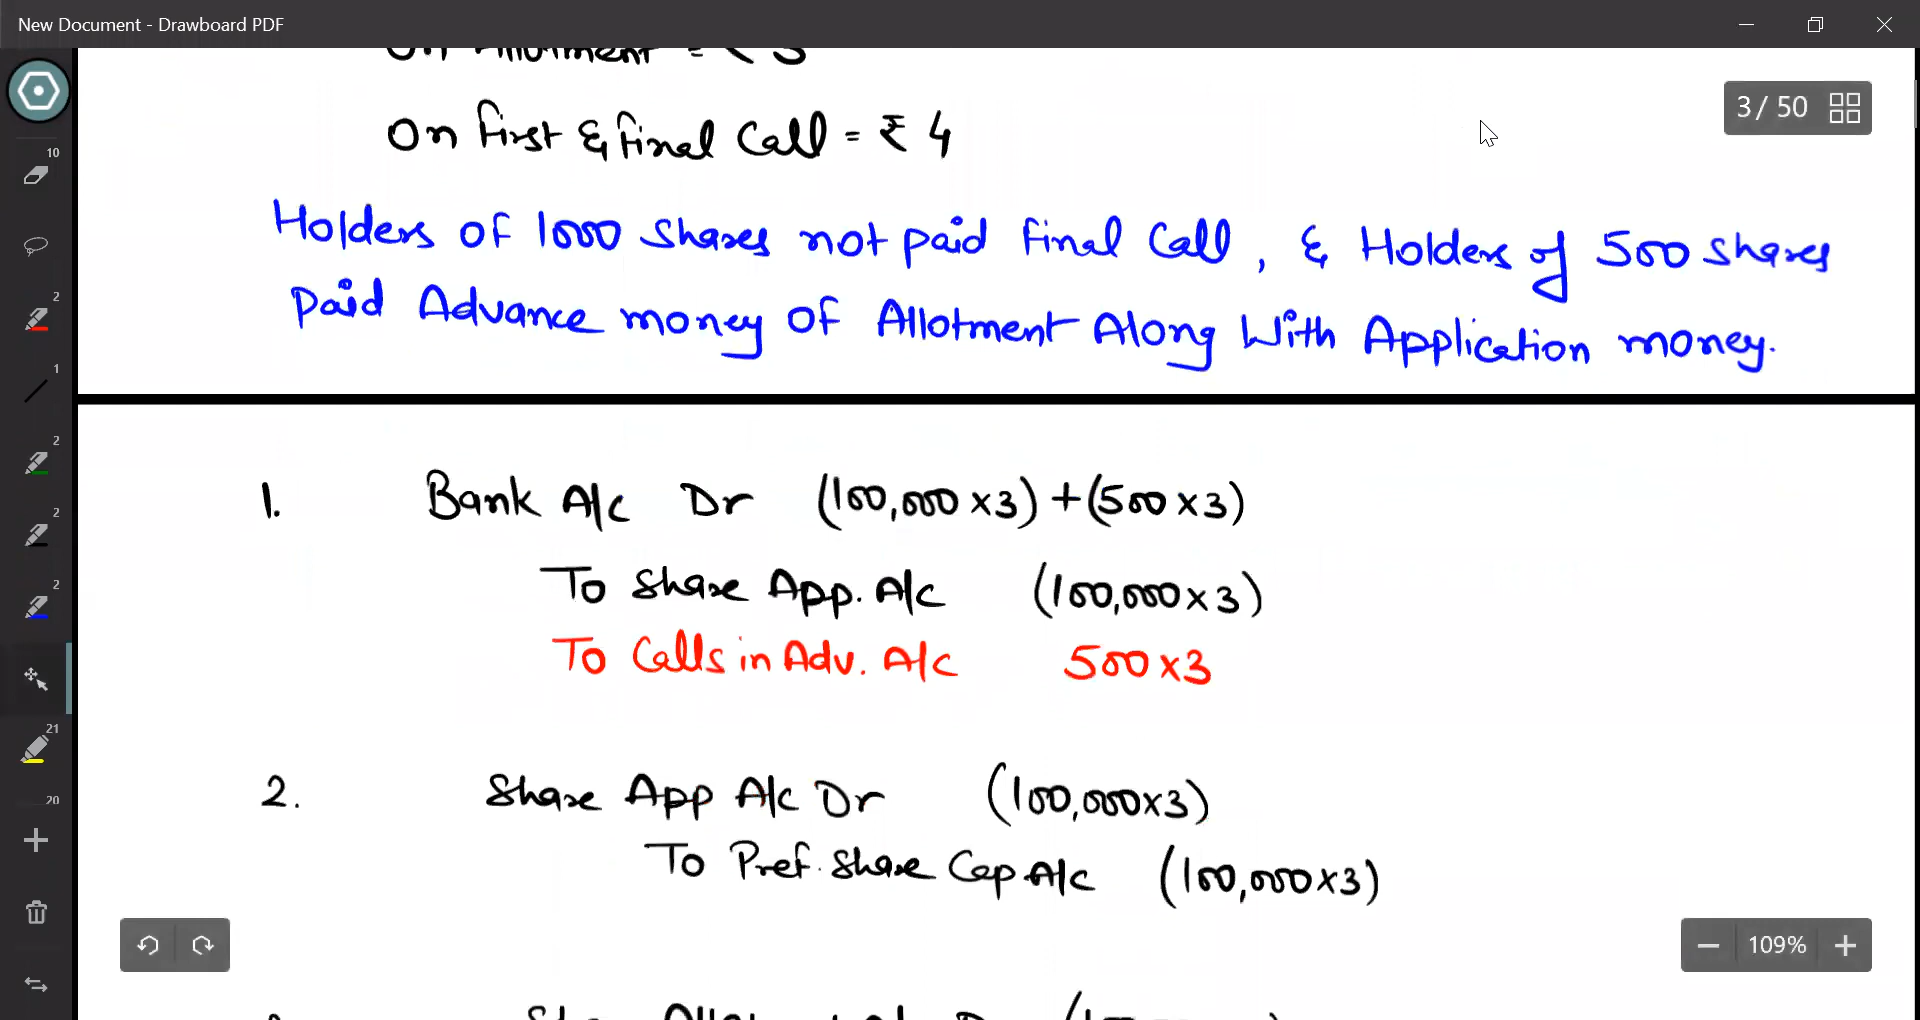 New Document - Drawboard PDF
On Allotment = ₹ 3
3 / 50
On first & final Call = ₹ 4
Holders of 1000 shares not paid final Call, & Holders of 500 shares
Paid Advance money of Allotment Along With Application money.
1. Bank A/c Dr (100,000 x 3) + (500 x 3)
To Share App. A/c (100,000 x 3)
To Calls in Adv. A/c 500 x 3
2. Share App A/c Dr (100,000 x 3)
To Pref. Share Cap A/c (100,000 x 3)
10
2
1
2
2
2
21
20
109%